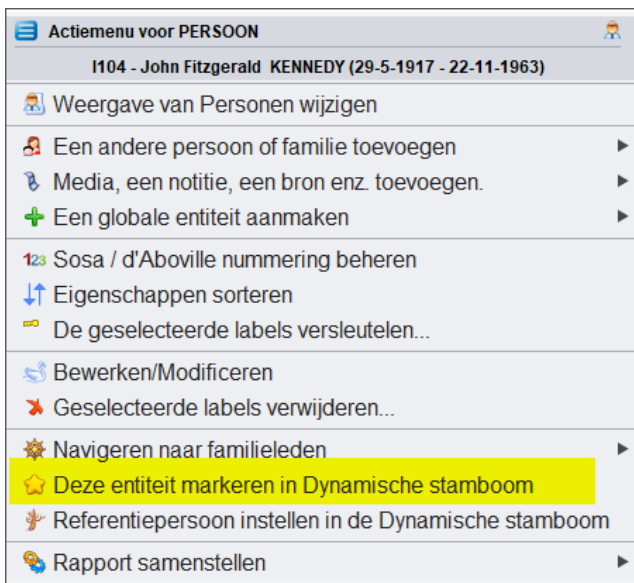 Actiemenu voor PERSOON
I104 - John Fitzgerald KENNEDY (29-5-1917 - 22-11-1963)
Weergave van Personen wijzigen
Een andere persoon of familie toevoegen
Media, een notitie, een bron enz. toevoegen.
Een globale entiteit aanmaken
123 Sosa / d'Aboville nummering beheren
Eigenschappen sorteren
De geselecteerde labels versleutelen...
Bewerken/Modificeren
Geselecteerde labels verwijderen...
Navigeren naar familieleden
Deze entiteit markeren in Dynamische stamboom
Referentiepersoon instellen in de Dynamische stamboom
Rapport samenstellen